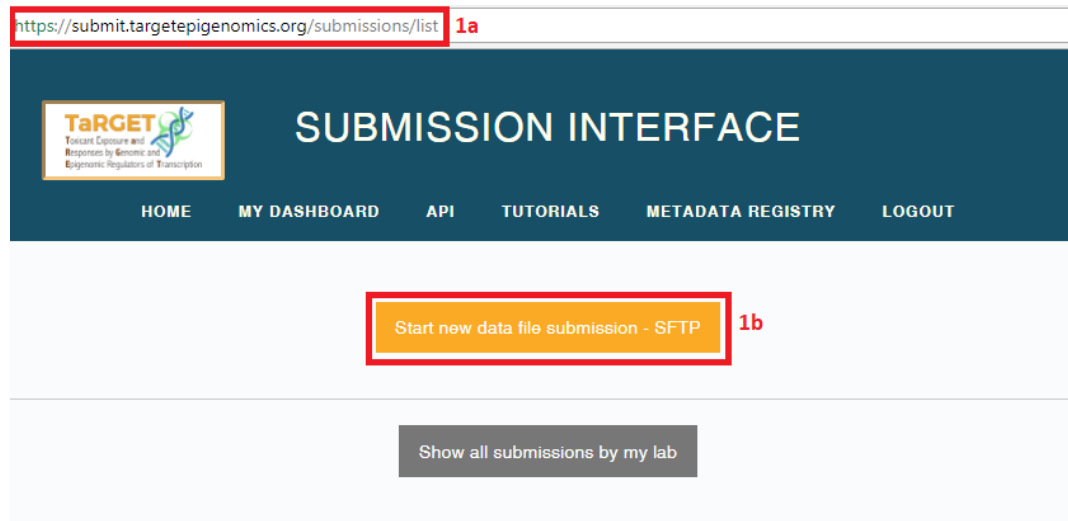 https://submit.targetepigenomics.org/submissions/list 1a
TaRGET
Toxicant Exposure and
Responses by Genomic and
Epigenomic Regulators of Transcription
SUBMISSION INTERFACE
HOME MY DASHBOARD API TUTORIALS METADATA REGISTRY LOGOUT
Start new data file submission - SFTP 1b
Show all submissions by my lab